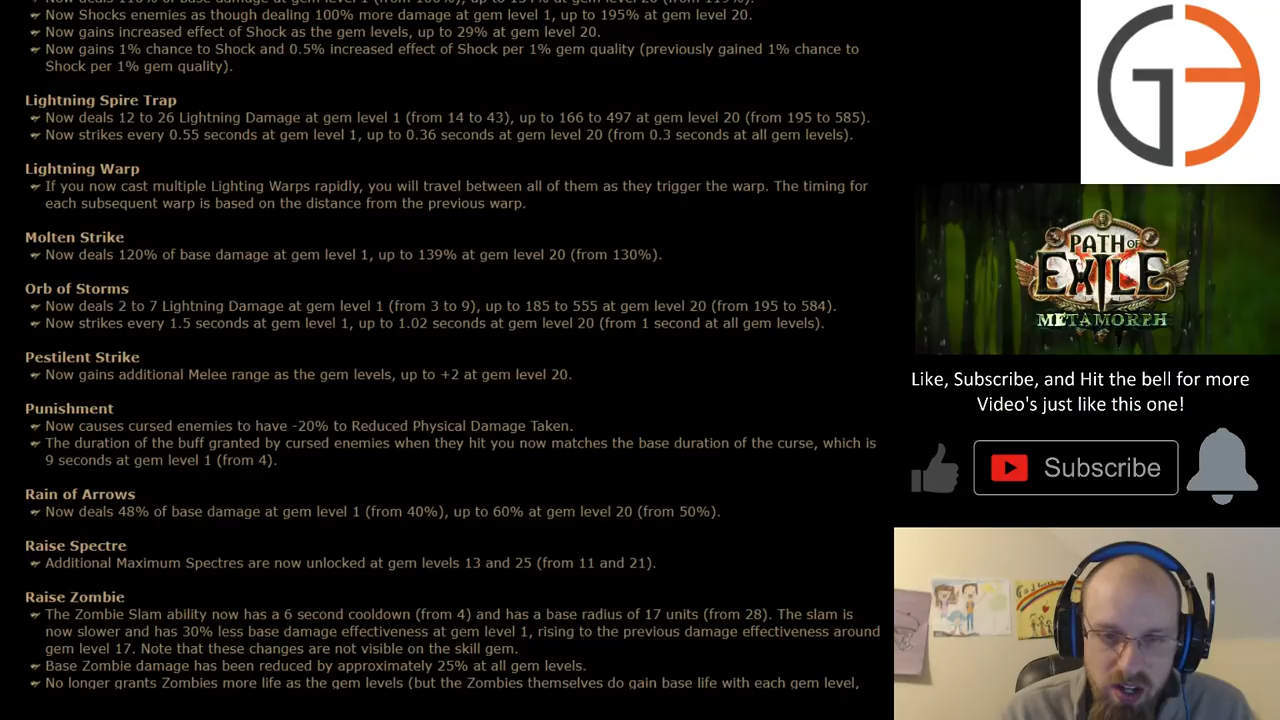 Now Shocks enemies as though dealing 100% more damage at gem level 1, up to 195% at gem level 20.
Now gains increased effect of Shock as the gem levels, up to 29% at gem level 20.
Now gains 1% chance to Shock and 0.5% increased effect of Shock per 1% gem quality (previously gained 1% chance to
Shock per 1% gem quality).
Lightning Spire Trap
Now deals 12 to 26 Lightning Damage at gem level 1 (from 14 to 43), up to 166 to 497 at gem level 20 (from 195 to 585).
Now strikes every 0.55 seconds at gem level 1, up to 0.36 seconds at gem level 20 (from 0.3 seconds at all gem levels).
Lightning Warp
If you now cast multiple Lighting Warps rapidly, you will travel between all of them as they trigger the warp. The timing for
each subsequent warp is based on the distance from the previous warp.
Molten Strike
Now deals 120% of base damage at gem level 1, up to 139% at gem level 20 (from 130%).
Orb of Storms
Now deals 2 to 7 Lightning Damage at gem level 1 (from 3 to 9), up to 185 to 555 at gem level 20 (from 195 to 584).
Now strikes every 1.5 seconds at gem level 1, up to 1.02 seconds at gem level 20 (from 1 second at all gem levels).
Pestilent Strike
Now gains additional Melee range as the gem levels, up to +2 at gem level 20.
Punishment
Now causes cursed enemies to have -20% to Reduced Physical Damage Taken.
The duration of the buff granted by cursed enemies when they hit you now matches the base duration of the curse, which is
9 seconds at gem level 1 (from 4).
Rain of Arrows
Now deals 48% of base damage at gem level 1 (from 40%), up to 60% at gem level 20 (from 50%).
Raise Spectre
Additional Maximum Spectres are now unlocked at gem levels 13 and 25 (from 11 and 21).
Raise Zombie
The Zombie Slam ability now has a 6 second cooldown (from 4) and has a base radius of 17 units (from 28). The slam is
now slower and has 30% less base damage effectiveness at gem level 1, rising to the previous damage effectiveness around
gem level 17. Note that these changes are not visible on the skill gem.
Base Zombie damage has been reduced by approximately 25% at all gem levels.
No longer grants Zombies more life as the gem levels (but the Zombies themselves do gain base life with each gem level,
PATH OF
EXILE
METAMORPH
Like, Subscribe, and Hit the bell for more
Video's just like this one!
Subscribe